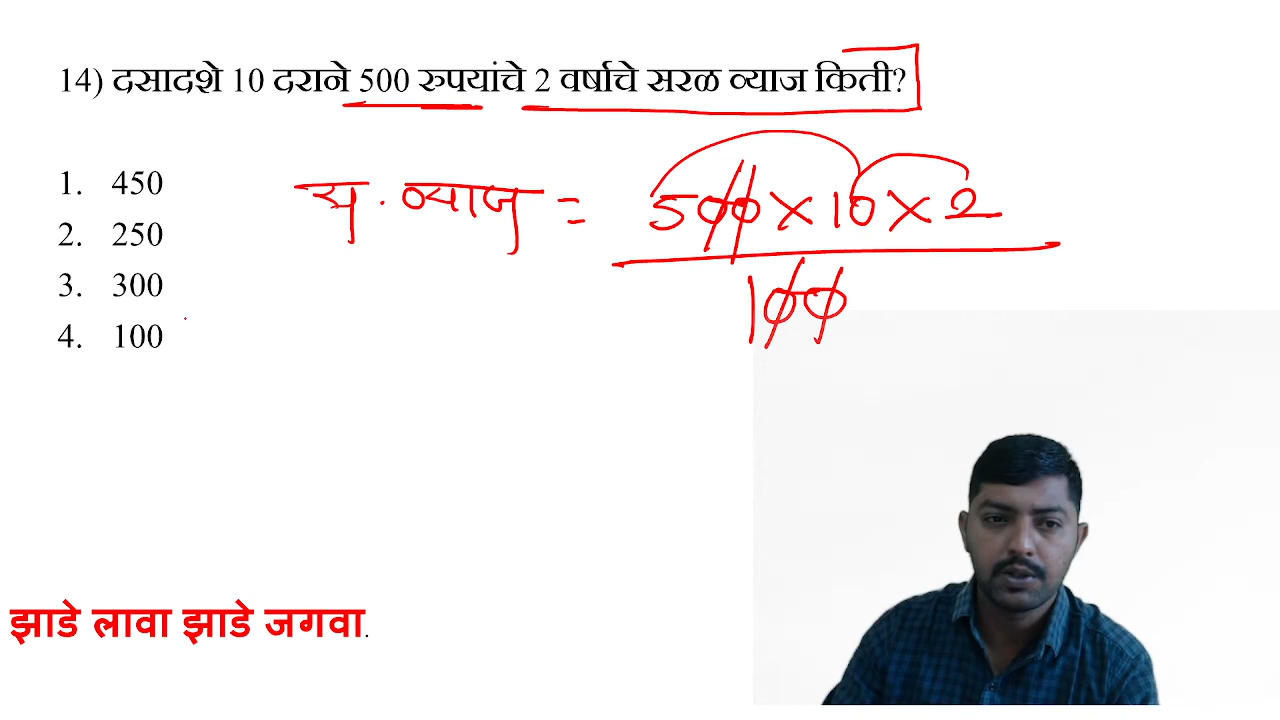 14) दसादशे 10 दराने 500 रुपयांचे 2 वर्षाचे सरळ व्याज किती?
1. 450
2. 250
3. 300
4. 100
स. व्याज = 500 × 10 × 2
100
झाडे लावा झाडे जगवा.